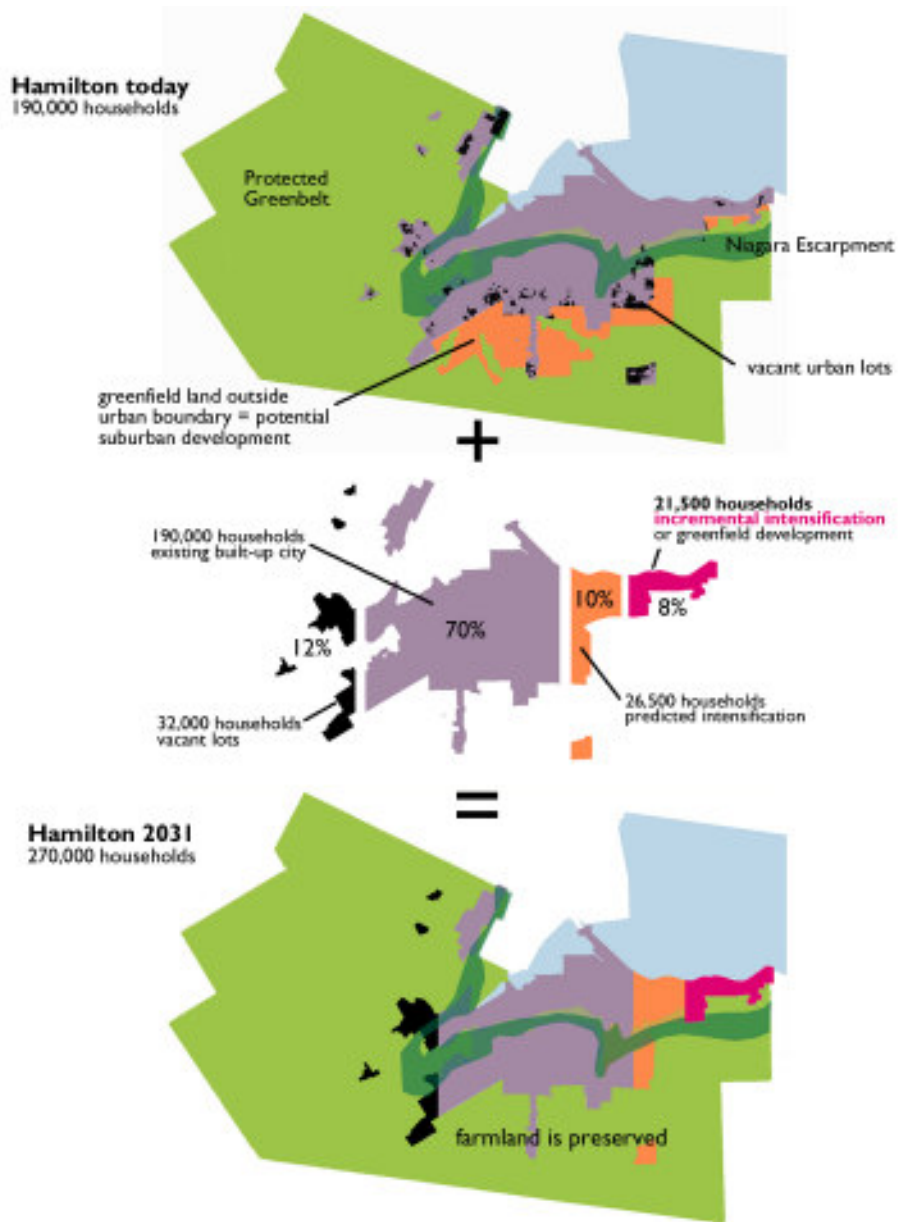 Hamilton today
190,000 households
Protected
Greenbelt
Niagara Escarpment
vacant urban lots
greenfield land outside
urban boundary = potential
suburban development
+
21,500 households
incremental intensification
or greenfield development
190,000 households
existing built-up city
10%
8%
70%
12%
26,500 households
predicted intensification
32,000 households
vacant lots
=
Hamilton 2031
270,000 households
farmland is preserved